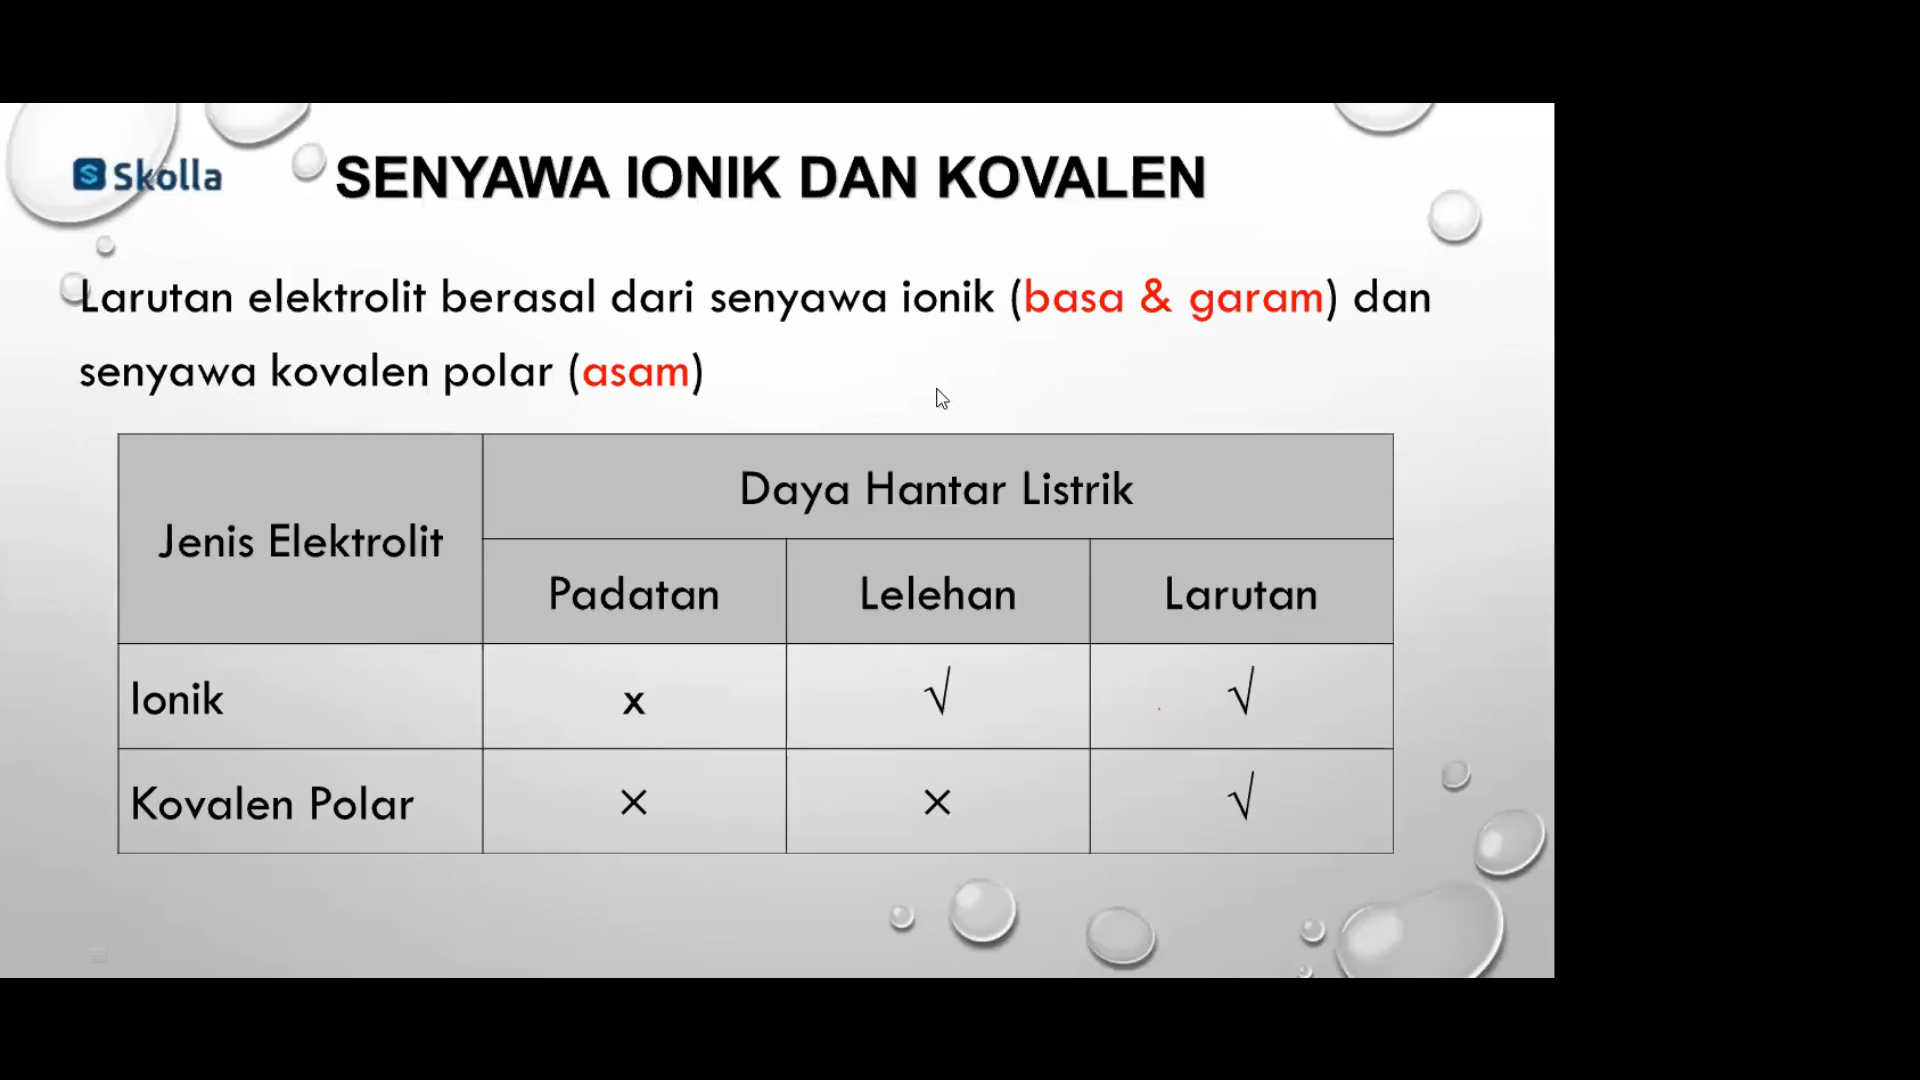 Skolla
SENYAWA IONIK DAN KOVALEN
Larutan elektrolit berasal dari senyawa ionik (basa & garam) dan
senyawa kovalen polar (asam)
Jenis Elektrolit
Daya Hantar Listrik
Padatan Lelehan Larutan
Ionik x √ √
Kovalen Polar × × √